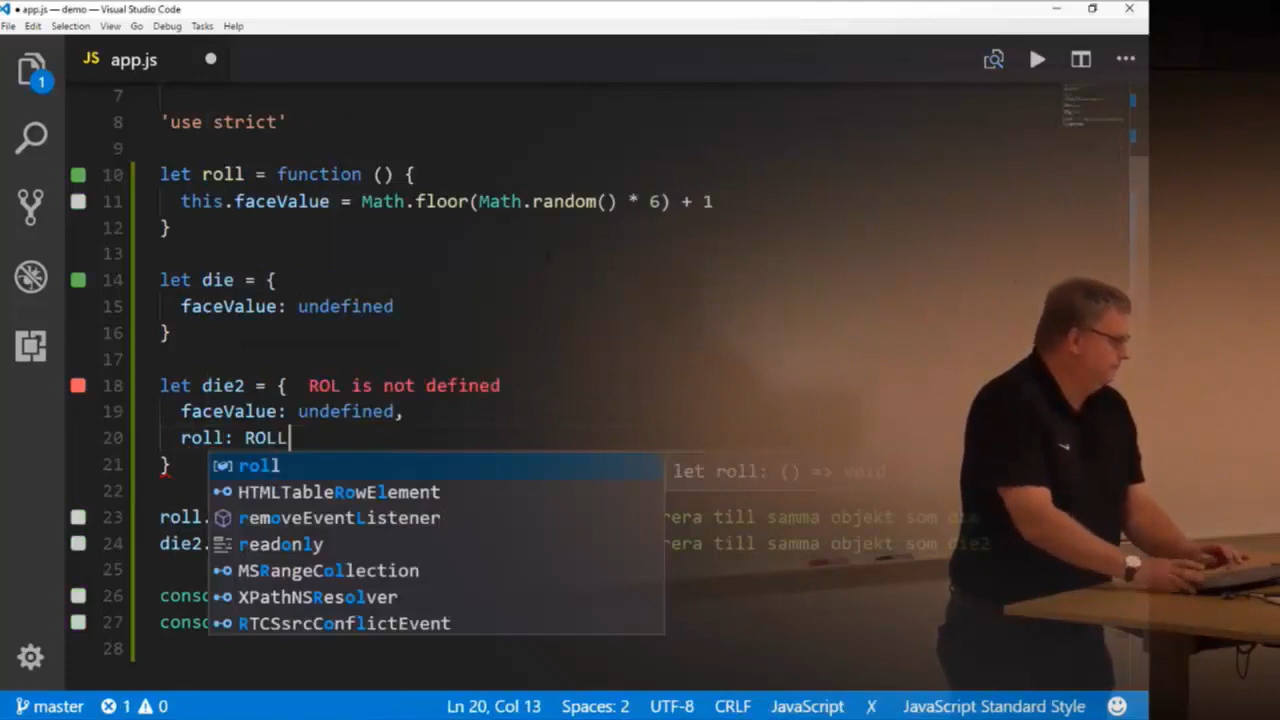 ● app.js — demo — Visual Studio Code
File Edit Selection View Go Debug Tasks Help
1
JS app.js
7
8 'use strict'
9
10 let roll = function () {
11 this.faceValue = Math.floor(Math.random() * 6) + 1
12 }
13
14 let die = {
15 faceValue: undefined
16 }
17
18 let die2 = { ROL is not defined
19 faceValue: undefined,
20 roll: ROLL
21 }
roll let roll: () => void
22
HTMLTableRowElement
23 roll. rera till samma objekt som die
removeEventListener
24 die2. rera till samma objekt som die2
readonly
25
MSRangeCollection
26 conso
XPathNSResolver
27 conso
RTCSsrcConflictEvent
28
master 1 0 Ln 20, Col 13 Spaces: 2 UTF-8 CRLF JavaScript X JavaScript Standard Style